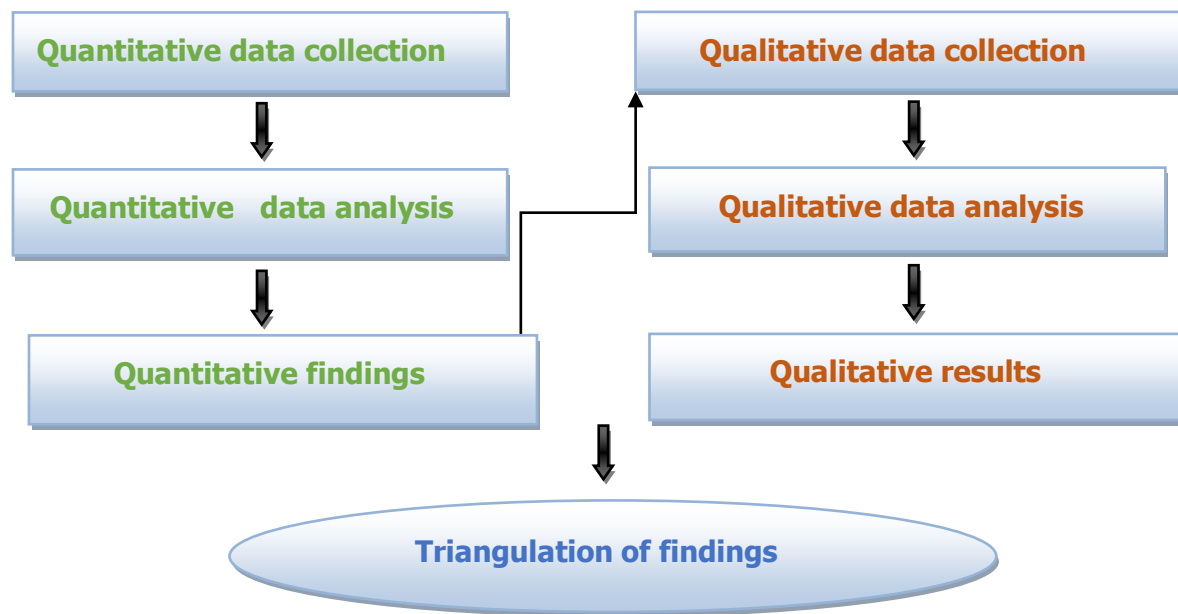 Quantitative data collection
Quantitative data analysis
Quantitative findings
Qualitative data collection
Qualitative data analysis
Qualitative results
Triangulation of findings